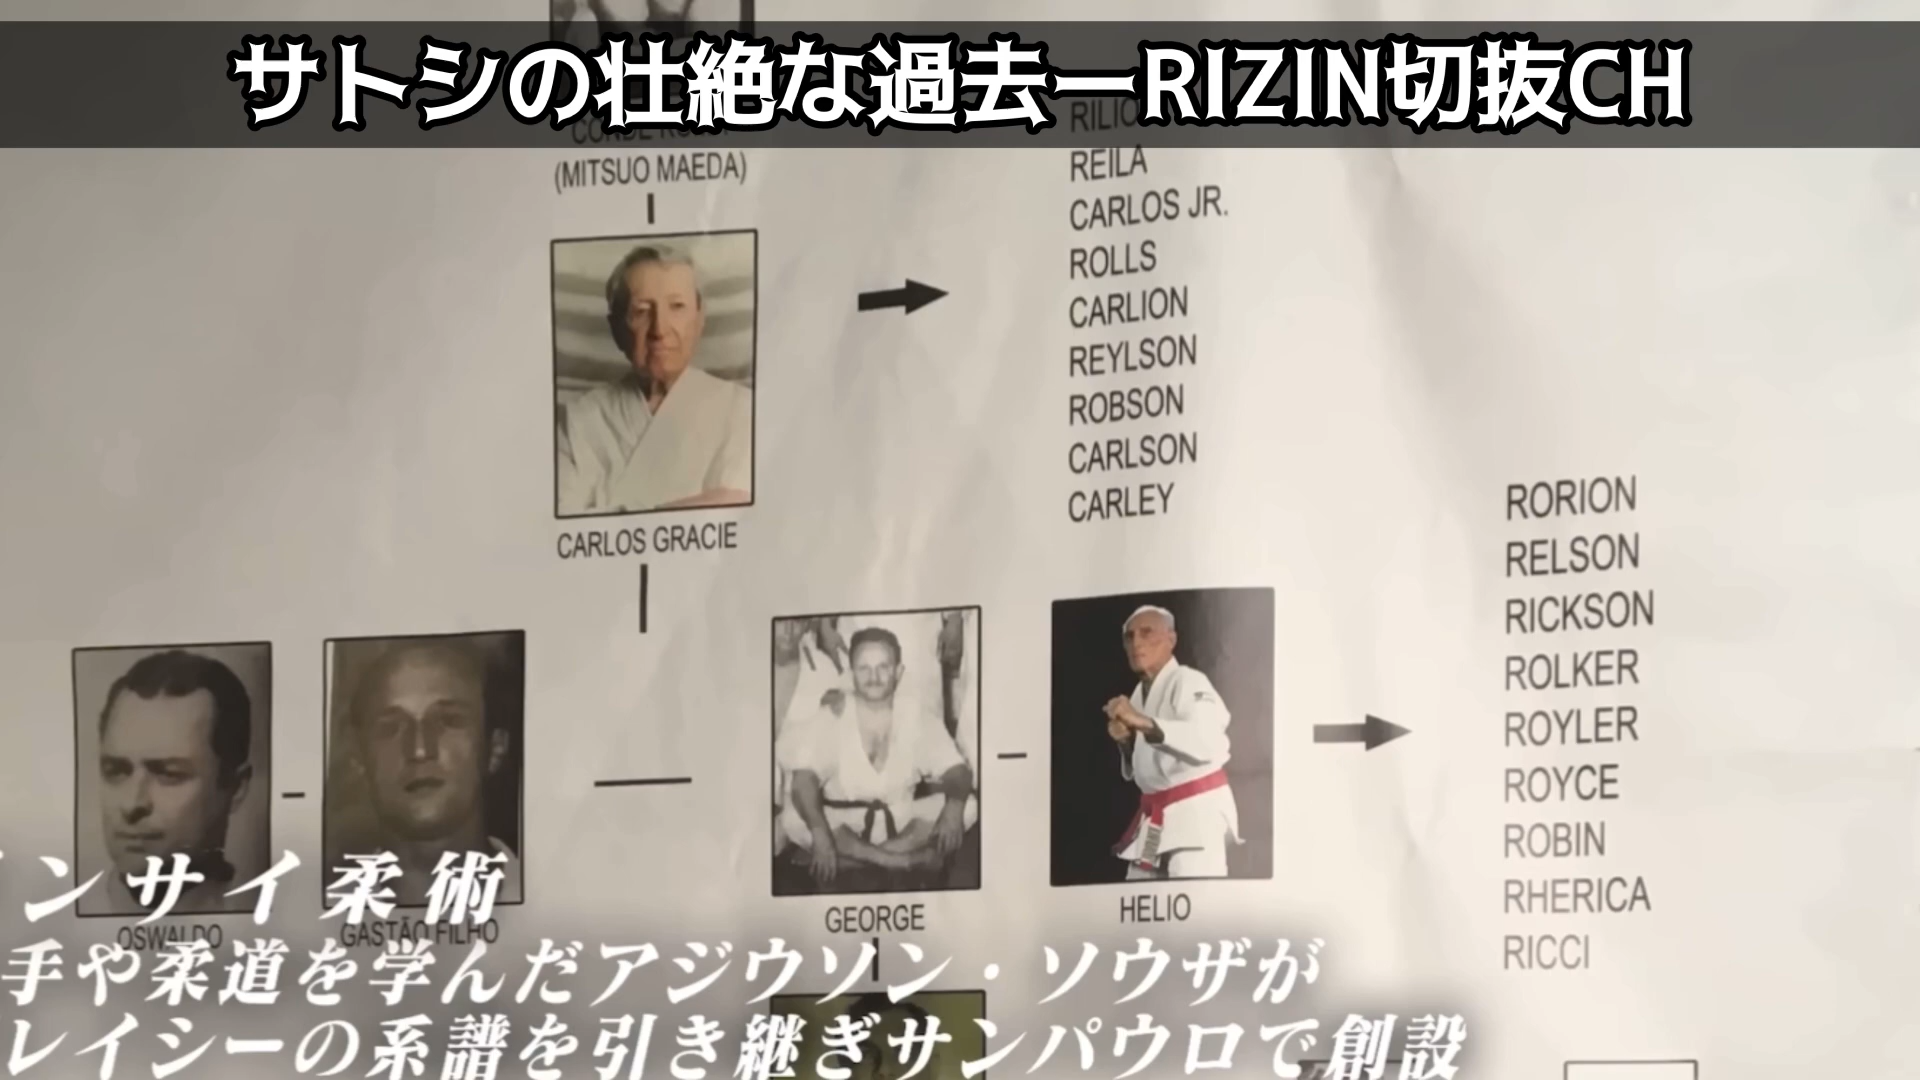 サトシの壮絶な過去ーRIZIN切抜CH
(MITSUO MAEDA)
RILIO
REILA
CARLOS JR.
ROLLS
CARLION
REYLSON
ROBSON
CARLSON
CARLEY
CARLOS GRACIE
RORION
RELSON
RICKSON
ROLKER
ROYLER
ROYCE
ROBIN
RHERICA
RICCI
OSWALDO
GASTÃO FILHO
GEORGE
HELIO
ンサイ柔術
手や柔道を学んだアジウソン・ソウザが
レイシーの系譜を引き継ぎサンパウロで創設